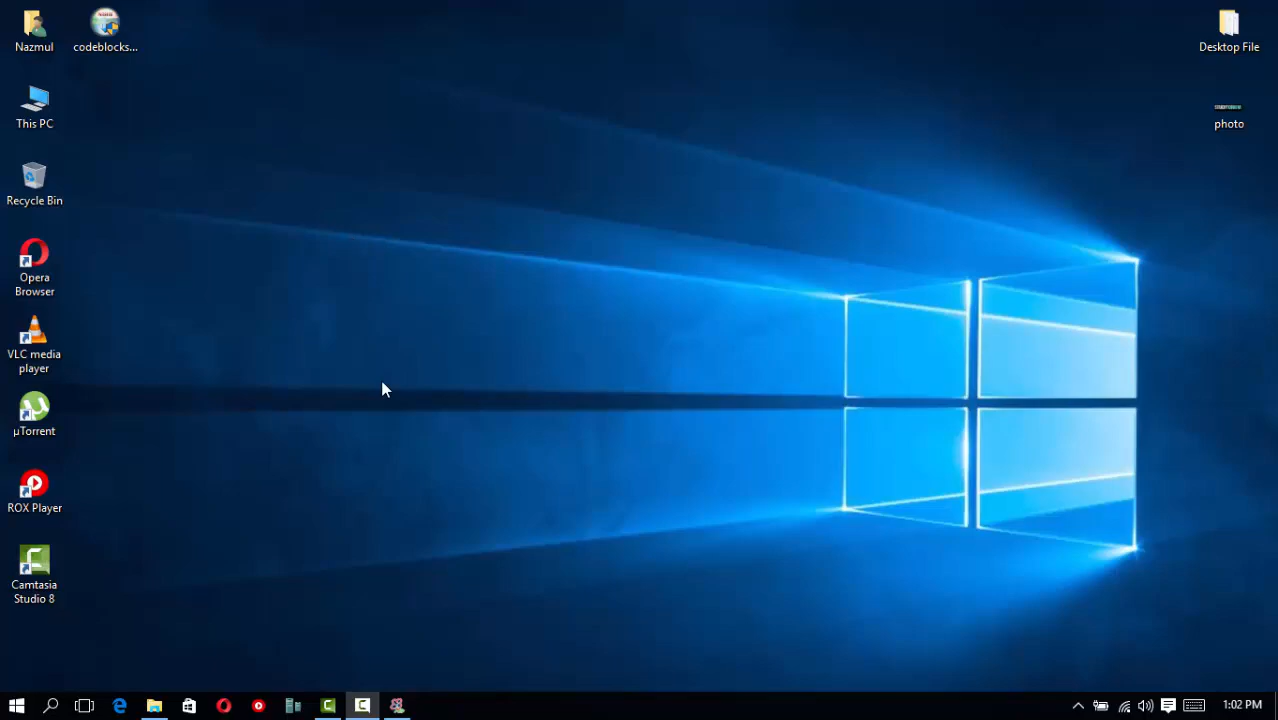 Nazmul
codeblocks...
Desktop File
This PC
photo
Recycle Bin
Opera
Browser
VLC media
player
µTorrent
ROX Player
Camtasia
Studio 8
1:02 PM